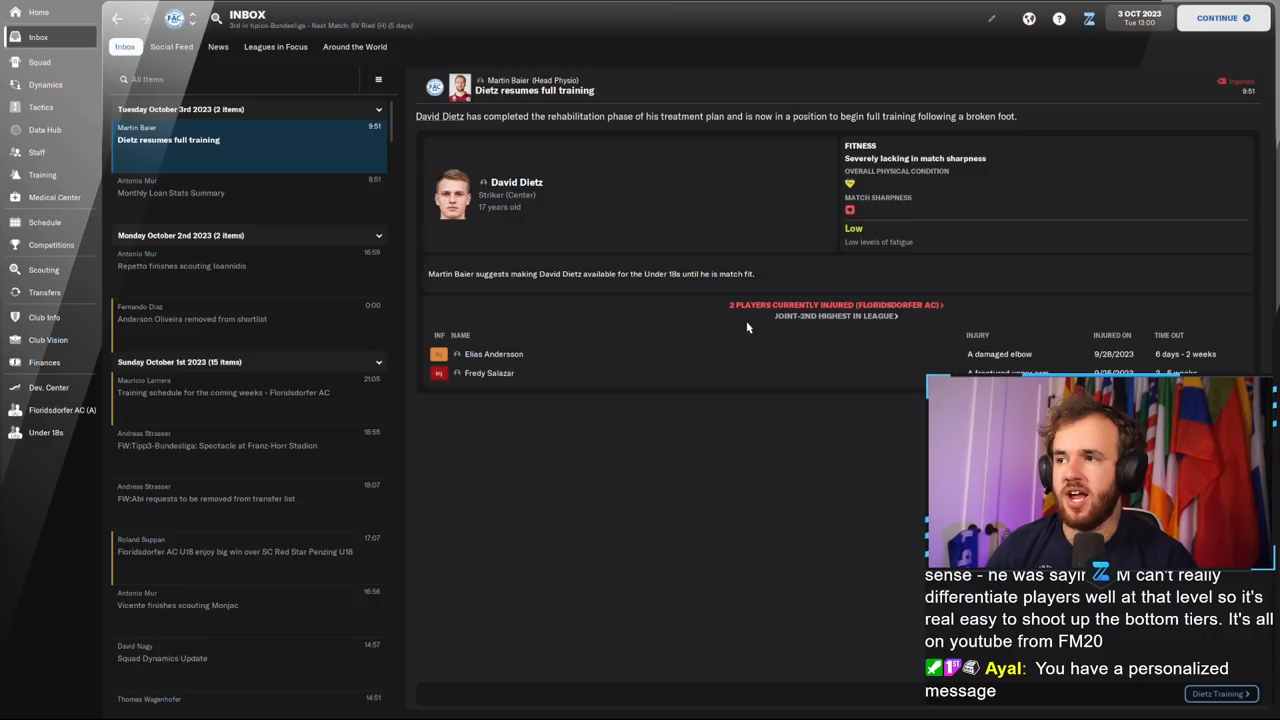 Home
Inbox
Squad
Dynamics
Tactics
Data Hub
Staff
Training
Medical Center
Schedule
Competitions
Scouting
Transfers
Club Info
Club Vision
Finances
Dev. Center
Floridsdorfer AC (A)
Under 18s
FAC
INBOX
3rd in tipico-Bundesliga - Next Match: SV Ried (H) (5 days)
3 OCT 2023
Tue 13:00
CONTINUE
Inbox
Social Feed
News
Leagues in Focus
Around the World
All Items
Tuesday October 3rd 2023 (2 items)
Martin Baier 9:51
Dietz resumes full training
Antonio Mur 8:51
Monthly Loan Stats Summary
Monday October 2nd 2023 (2 items)
Antonio Mur 16:59
Repetto finishes scouting Ioannidis
Fernando Diaz 0:00
Anderson Oliveira removed from shortlist
Sunday October 1st 2023 (15 items)
Mauricio Larriera 21:05
Training schedule for the coming weeks - Floridsdorfer AC
Andreas Strasser 18:55
FW:Tipp3-Bundesliga: Spectacle at Franz-Horr Stadion
Andreas Strasser 18:07
FW:Abi requests to be removed from transfer list
Roland Suppan 17:07
Floridsdorfer AC U18 enjoy big win over SC Red Star Penzing U18
Antonio Mur 16:56
Vicente finishes scouting Monjac
David Nagy 14:57
Squad Dynamics Update
Thomas Wagenhofer 14:51
Martin Baier (Head Physio)
Dietz resumes full training
Injuries
9:51
David Dietz has completed the rehabilitation phase of his treatment plan and is now in a position to begin full training following a broken foot.
David Dietz
Striker (Center)
17 years old
FITNESS
Severely lacking in match sharpness
OVERALL PHYSICAL CONDITION
MATCH SHARPNESS
Low
Low levels of fatigue
Martin Baier suggests making David Dietz available for the Under 18s until he is match fit.
2 PLAYERS CURRENTLY INJURED (FLORIDSDORFER AC) >
JOINT-2ND HIGHEST IN LEAGUE >
INF NAME INJURY INJURED ON TIME OUT
Inj Elias Andersson A damaged elbow 9/28/2023 6 days - 2 weeks
Inj Fredy Salazar A fractured upper arm 9/25/2023 weeks
sense - he was sayin M can't really
differentiate players well at that level so it's
real easy to shoot up the bottom tiers. It's all
on youtube from FM20
1st Ayal: You have a personalized
message
Dietz Training >